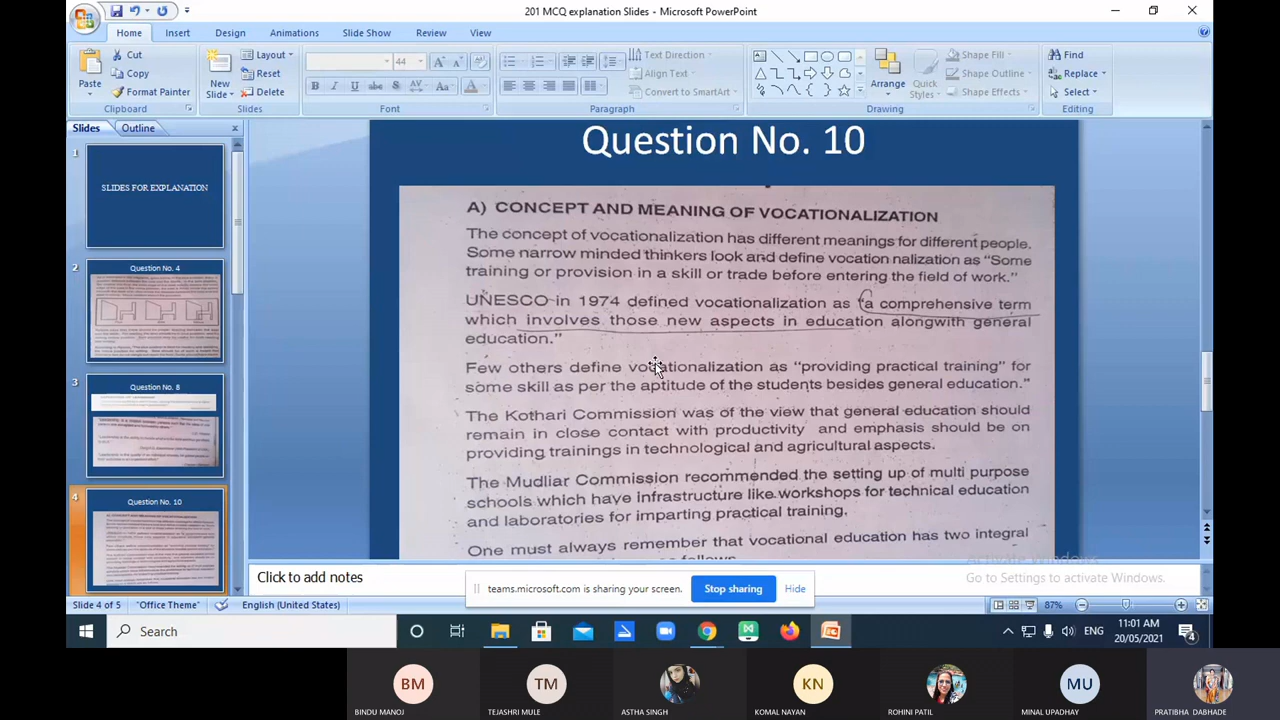 201 MCQ explanation Slides - Microsoft PowerPoint
Home Insert Design Animations Slide Show Review View
Paste
Cut
Copy
Format Painter
Clipboard
New Slide
Layout
Reset
Delete
Slides
44
Font
Paragraph
Text Direction
Align Text
Convert to SmartArt
Arrange
Quick Styles
Shape Fill
Shape Outline
Shape Effects
Drawing
Find
Replace
Select
Editing
Slides Outline
1
SLIDES FOR EXPLANATION
2
Question No. 4
3
Question No. 8
4
Question No. 10
Question No. 10
A) CONCEPT AND MEANING OF VOCATIONALIZATION
The concept of vocationalization has different meanings for different people.
Some narrow minded thinkers look and define vocation nalization as "Some
training or provision in a skill or trade before entering the field of work."
UNESCO in 1974 defined vocationalization as "a comprehensive term
which involves those new aspects in education alongwith general
education."
Few others define vocationalization as "providing practical training" for
some skill as per the aptitude of the students besides general education."
The Kothari Commission was of the view that general education should
remain in close contact with productivity and emphasis should be on
providing trainings in technological and agricultural aspects.
The Mudliar Commission recommended the setting up of multi purpose
schools which have infrastructure like workshops for technical education
and laboratories for imparting practical training.
One must always remember that vocational education has two integral
Activate Windows
Go to Settings to activate Windows.
Click to add notes
teams.microsoft.com is sharing your screen.
Stop sharing
Hide
Slide 4 of 5
"Office Theme"
English (United States)
87%
Search
ENG
11:01 AM
20/05/2021
4
BM
TM
KN
MU
BINDU MANOJ
TEJASHRI MULE
ASTHA SINGH
KOMAL NAYAN
ROHINI PATIL
MINAL UPADHAY
PRATIBHA DABHADE